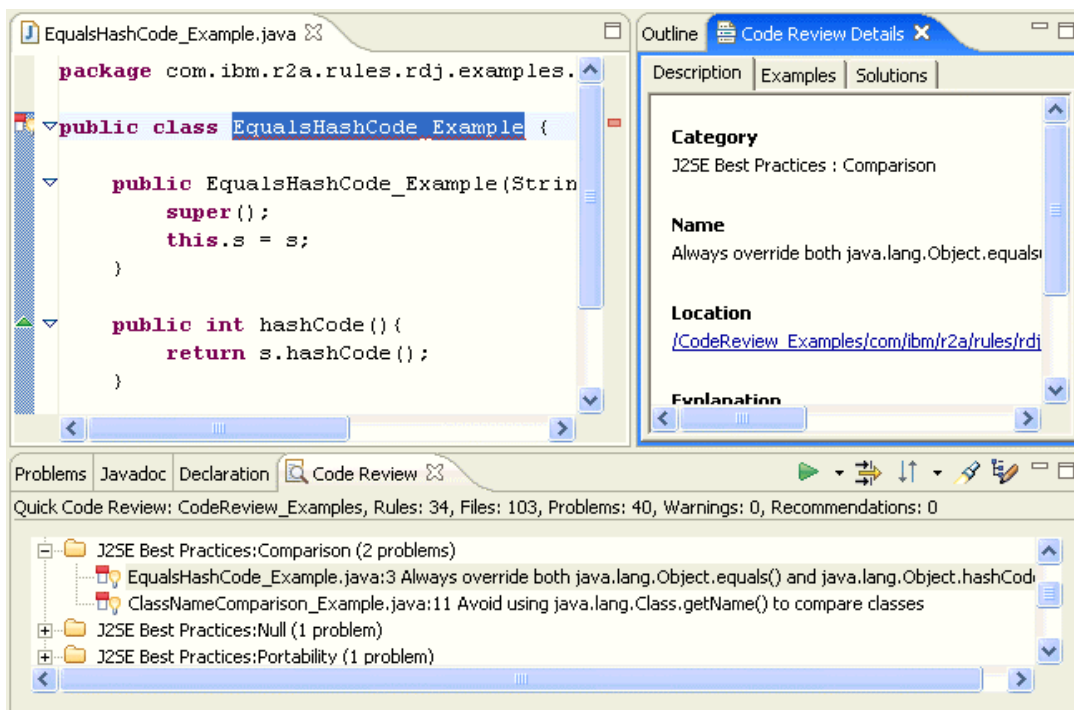 EqualsHashCode_Example.java
package com.ibm.r2a.rules.rdj.examples.
public class EqualsHashCode_Example {
public EqualsHashCode_Example(Strin
super();
this.s = s;
}
public int hashCode(){
return s.hashCode();
}
Outline Code Review Details
Description Examples Solutions
Category
J2SE Best Practices : Comparison
Name
Always override both java.lang.Object.equals(
Location
/CodeReview_Examples/com/ibm/r2a/rules/rdj
Explanation
Problems Javadoc Declaration Code Review
Quick Code Review: CodeReview_Examples, Rules: 34, Files: 103, Problems: 40, Warnings: 0, Recommendations: 0
J2SE Best Practices:Comparison (2 problems)
EqualsHashCode_Example.java:3 Always override both java.lang.Object.equals() and java.lang.Object.hashCod
ClassNameComparison_Example.java:11 Avoid using java.lang.Class.getName() to compare classes
J2SE Best Practices:Null (1 problem)
J2SE Best Practices:Portability (1 problem)